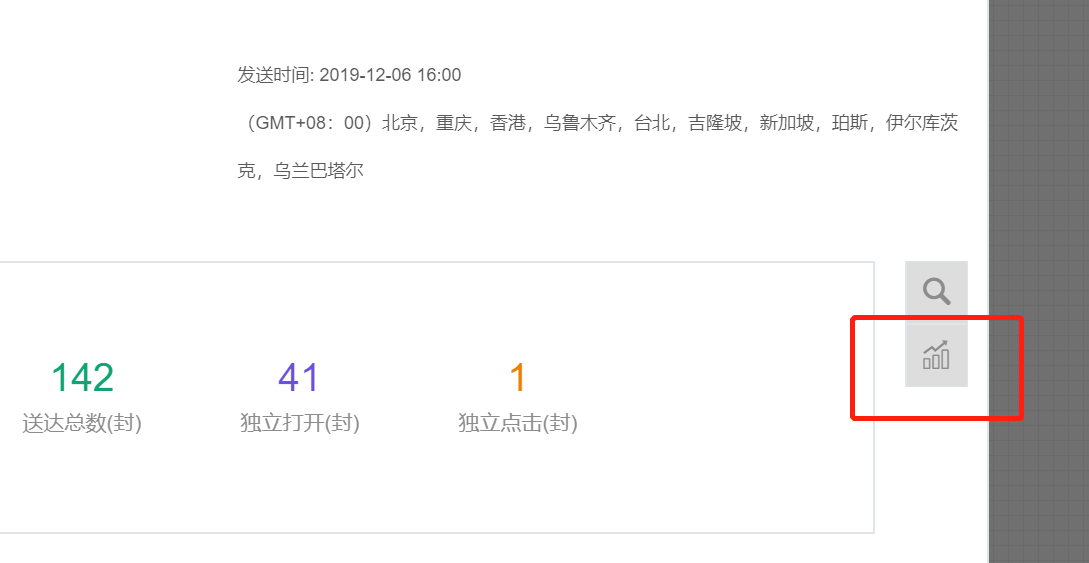 发送时间: 2019-12-06 16:00
（GMT+08：00）北京，重庆，香港，乌鲁木齐，台北，吉隆坡，新加坡，珀斯，伊尔库茨
克，乌兰巴塔尔
142
41
1
送达总数(封)
独立打开(封)
独立点击(封)